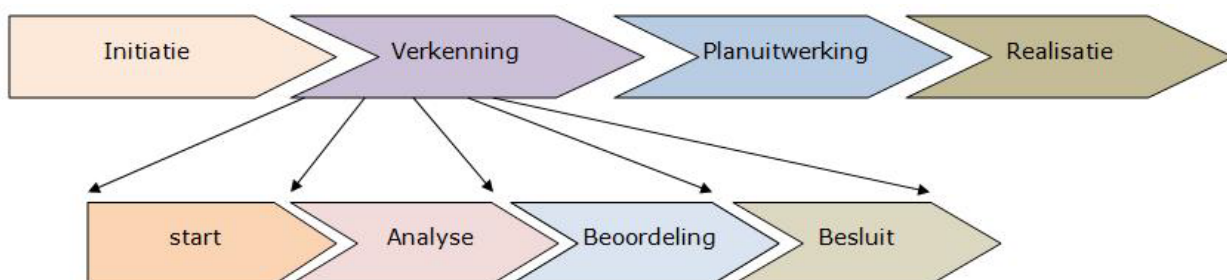 Initiatie
Verkenning
Planuitwerking
Realisatie
start
Analyse
Beoordeling
Besluit